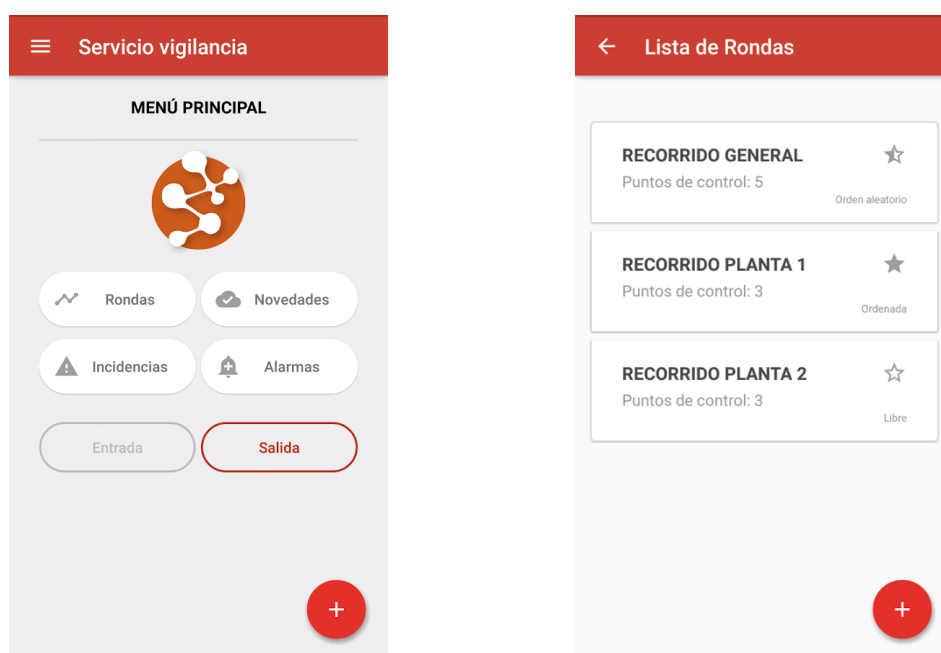 Servicio vigilancia
MENÚ PRINCIPAL
Rondas
Novedades
Incidencias
Alarmas
Entrada
Salida
+
Lista de Rondas
RECORRIDO GENERAL
Puntos de control: 5
Orden aleatorio
RECORRIDO PLANTA 1
Puntos de control: 3
Ordenada
RECORRIDO PLANTA 2
Puntos de control: 3
Libre
+